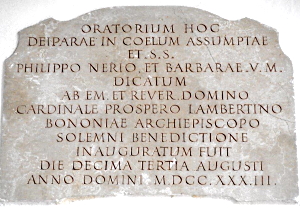 ORATORIUM HOC
DEIPARAE IN COELUM ASSUMPTAE
ET.S.S.
PHILIPPO NERIO ET BARBARAE.V.M.
DICATUM
AB EM. ET REVER. DOMINO
CARDINALE PROSPERO LAMBERTINO
BONONIAE ARCHIEPISCOPO
SOLEMNI BENEDICTIONE
INAUGURATUM FUIT
DIE DECIMA TERTIA AUGUSTI
ANNO DOMINI M.DCC.XXX.III.